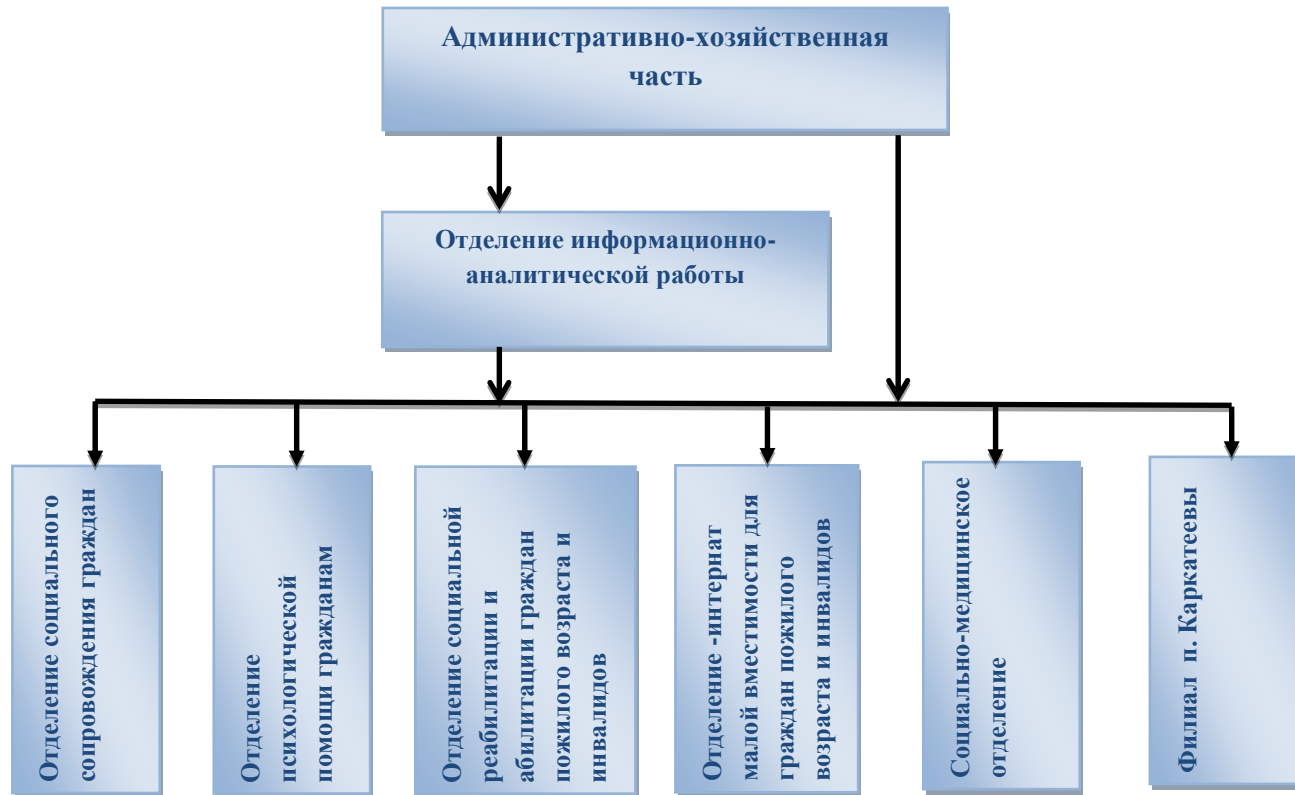 Административно-хозяйственная
часть
Отделение информационно-
аналитической работы
Отделение социального
сопровождения граждан
Отделение
психологической
помощи гражданам
Отделение социальной
реабилитации и
абилитации граждан
пожилого возраста и
инвалидов
Отделение -интернат
малой вместимости для
граждан пожилого
возраста и инвалидов
Социально-медицинское
отделение
Филиал п. Каркатеевы